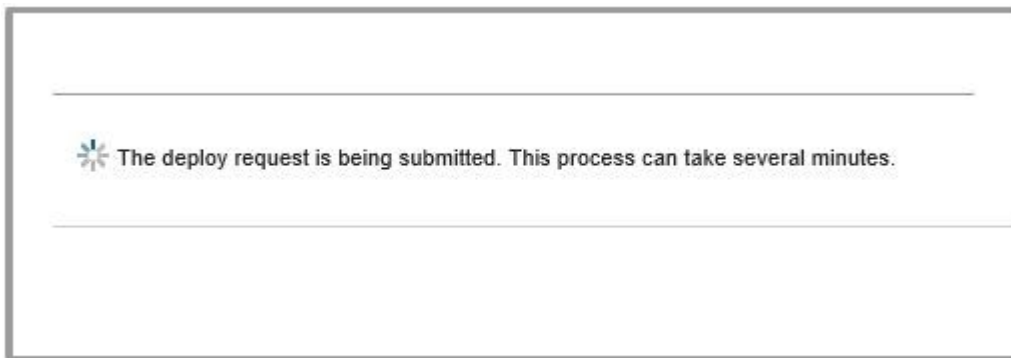 The deploy request is being submitted. This process can take several minutes.